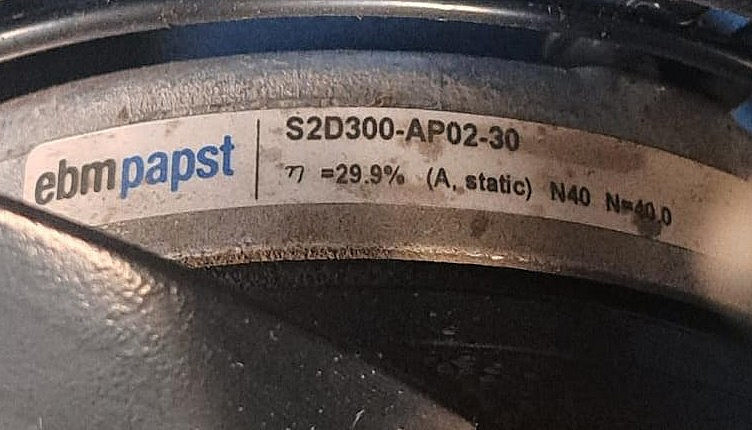 ebmpapst
S2D300-AP02-30
η =29.9% (A, static) N40 N=40.0